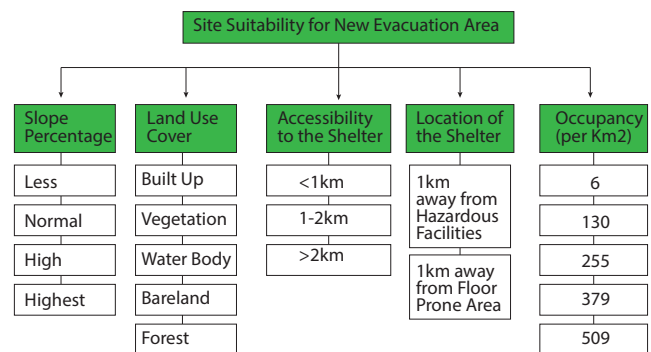 Site Suitability for New Evacuation Area
Slope
Percentage
Less
Normal
High
Highest
Land Use
Cover
Built Up
Vegetation
Water Body
Bareland
Forest
Accessibility
to the Shelter
<1km
1-2km
>2km
Location of
the Shelter
1km
away from
Hazardous
Facilities
1km away
from Floor
Prone Area
Occupancy
(per Km2)
6
130
255
379
509